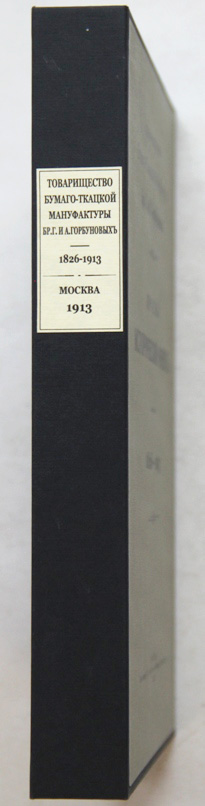 ТОВАРИЩЕСТВО
БУМАГО-ТКАЦКОЙ
МАНУФАКТУРЫ
БР.Г. И А.ГОРБУНОВЫХЪ
1826-1913
МОСКВА
1913